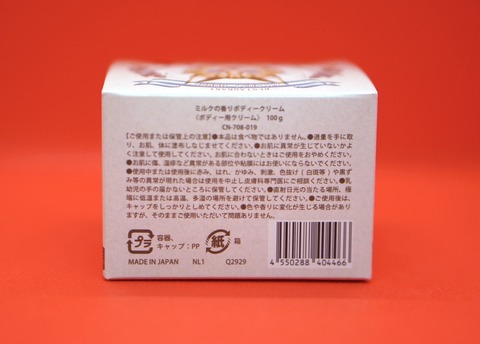 ミルクの香りボディークリーム
〈ボディー用クリーム〉 100 g
CN-708-019
【ご使用または保管上の注意】●本品は食べ物ではありません。●適量を手に取
り、お肌、体に塗布しなじませてください。●お肌に異常が生じていないかよ
く注意して使用してください。お肌に合わないときはご使用をおやめください。
●お肌に傷、湿疹など異常がある部位や粘膜にはお使いにならないでください。
●使用中または使用後に赤み、はれ、かゆみ、刺激、色抜け（白斑等）や黒ず
み等の異常が現れた場合は使用を中止し皮膚科専門医にご相談ください。●乳
幼児の手の届かないところに保管してください。●直射日光の当たる場所、極
端に低温または高温、多湿の場所を避けて保管してください。●ご使用後は、
キャップをしっかりとしめてください。●色や香りに変化が生じる場合があり
ますが、そのままご使用いただいて問題ありません。
プラ 容器、
キャップ：PP
紙 箱
MADE IN JAPAN NL1 Q2929
4 550288 404466